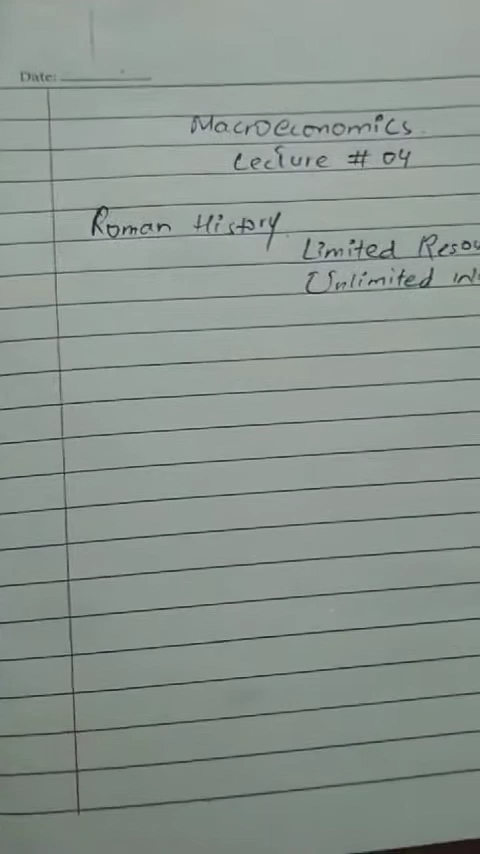 Date:
Macroeconomics
Lecture # 04
Roman History
Limited
Unlimited